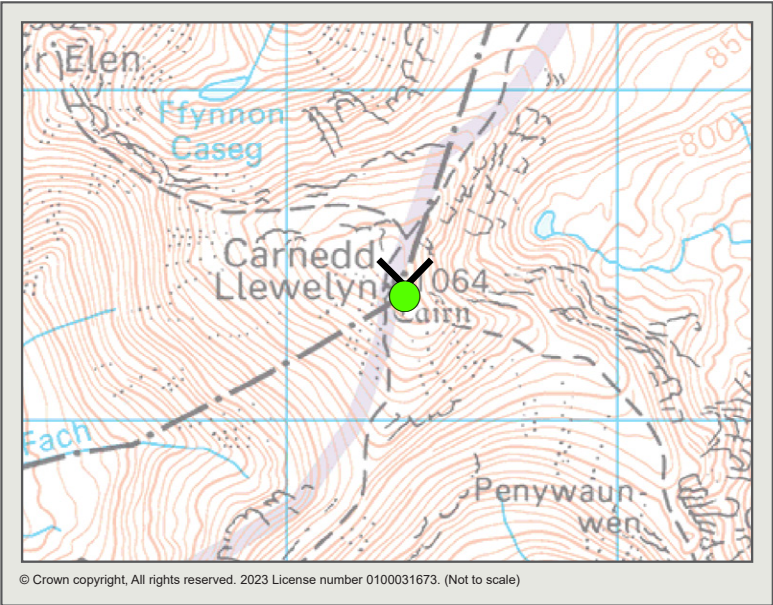 r Elen
850
Ffynnon
Caseg
800
Carnedd
Llewelyn
064
Cairn
Fach
Penywaun-
wen
© Crown copyright, All rights reserved. 2023 License number 0100031673. (Not to scale)